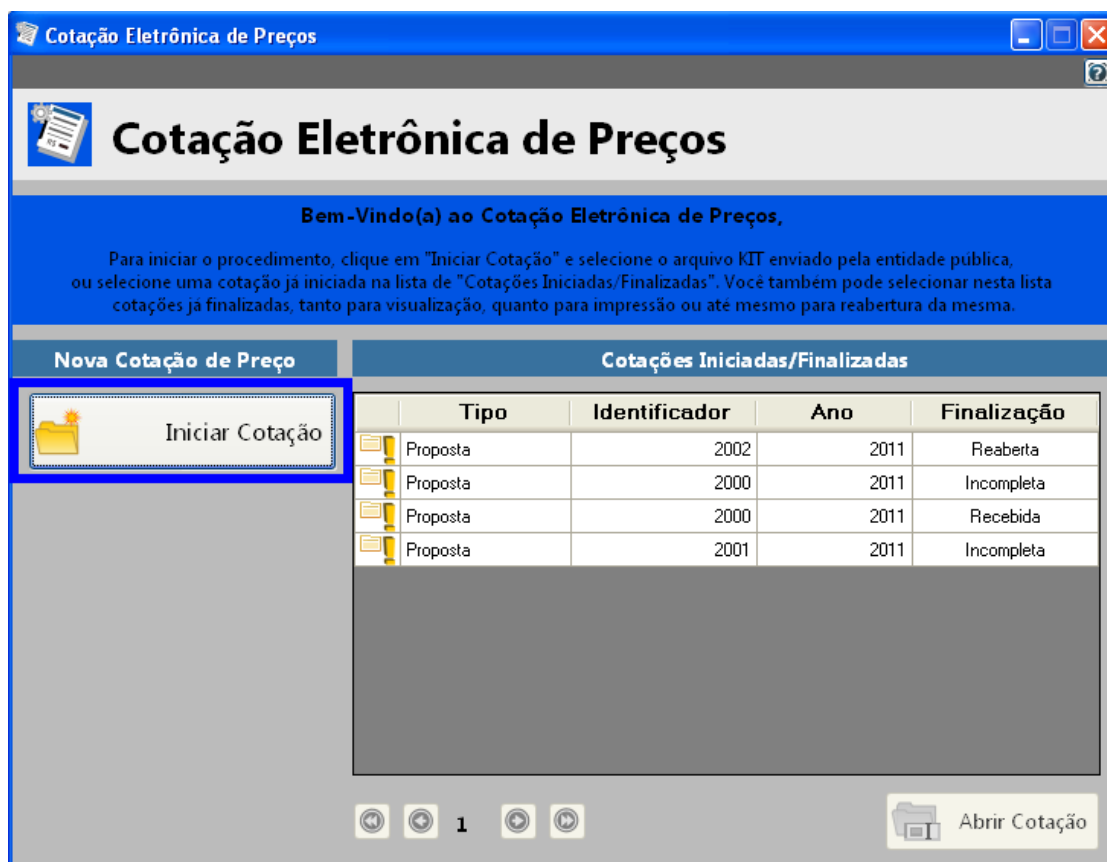 Cotação Eletrônica de Preços
Cotação Eletrônica de Preços
Bem-Vindo(a) ao Cotação Eletrônica de Preços,
Para iniciar o procedimento, clique em "Iniciar Cotação" e selecione o arquivo KIT enviado pela entidade pública,
ou selecione uma cotação já iniciada na lista de "Cotações Iniciadas/Finalizadas". Você também pode selecionar nesta lista
cotações já finalizadas, tanto para visualização, quanto para impressão ou até mesmo para reabertura da mesma.
Nova Cotação de Preço
Cotações Iniciadas/Finalizadas
Iniciar Cotação
Tipo Identificador Ano Finalização
Proposta 2002 2011 Reaberta
Proposta 2000 2011 Incompleta
Proposta 2000 2011 Recebida
Proposta 2001 2011 Incompleta
1
Abrir Cotação